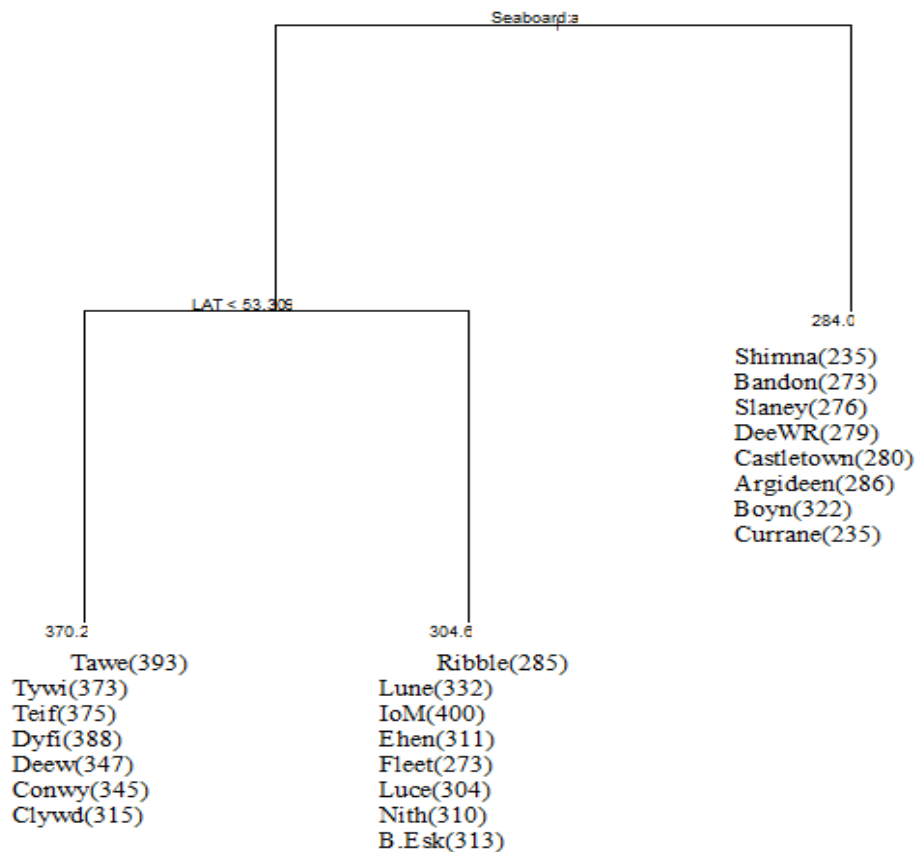 Seaboard:a
LAT < 53.309
284.0
Shimna(235)
Bandon(273)
Slaney(276)
DeeWR(279)
Castletown(280)
Argideen(286)
Boyn(322)
Currane(235)
370.2
Tawe(393)
Tywi(373)
Teif(375)
Dyfi(388)
Deew(347)
Conwy(345)
Clywd(315)
304.6
Ribble(285)
Lune(332)
IoM(400)
Ehen(311)
Fleet(273)
Luce(304)
Nith(310)
B.Esk(313)